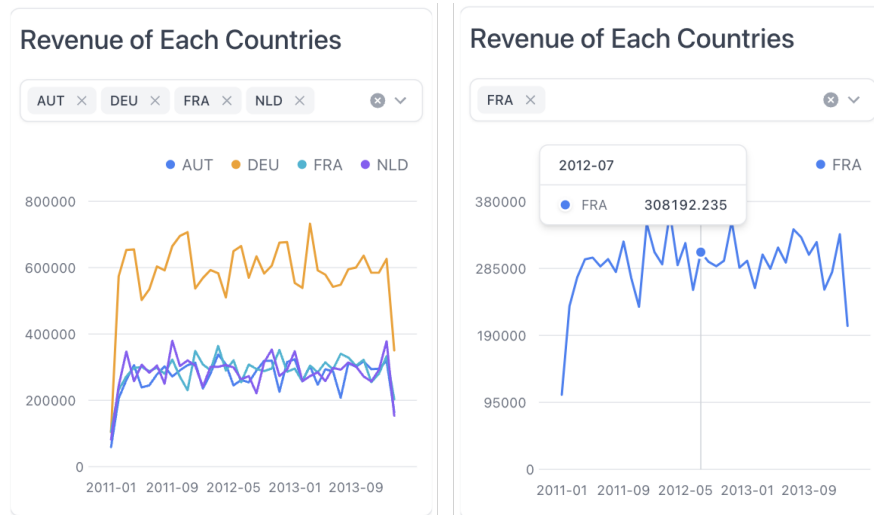 Revenue of Each Countries
AUT × DEU × FRA × NLD ×
AUT DEU FRA NLD
800000
600000
400000
200000
0
2011-01 2011-09 2012-05 2013-01 2013-09
Revenue of Each Countries
FRA ×
2012-07
FRA 308192.235
FRA
380000
285000
190000
95000
0
2011-01 2011-09 2012-05 2013-01 2013-09